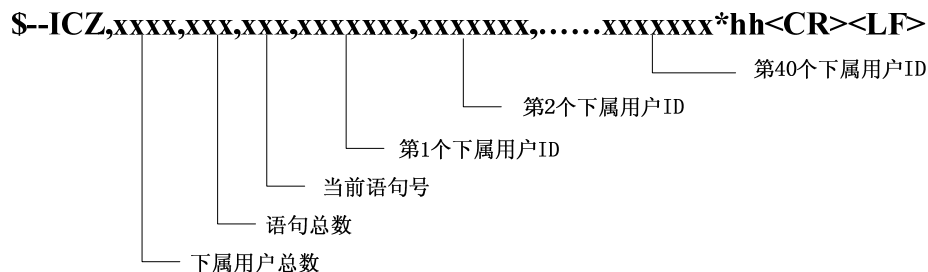 $--ICZ,xxxx,xxx,xxx,xxxxxxx,xxxxxxx,……xxxxxxx*hh<CR><LF>
第40个下属用户ID
第2个下属用户ID
第1个下属用户ID
当前语句号
语句总数
下属用户总数